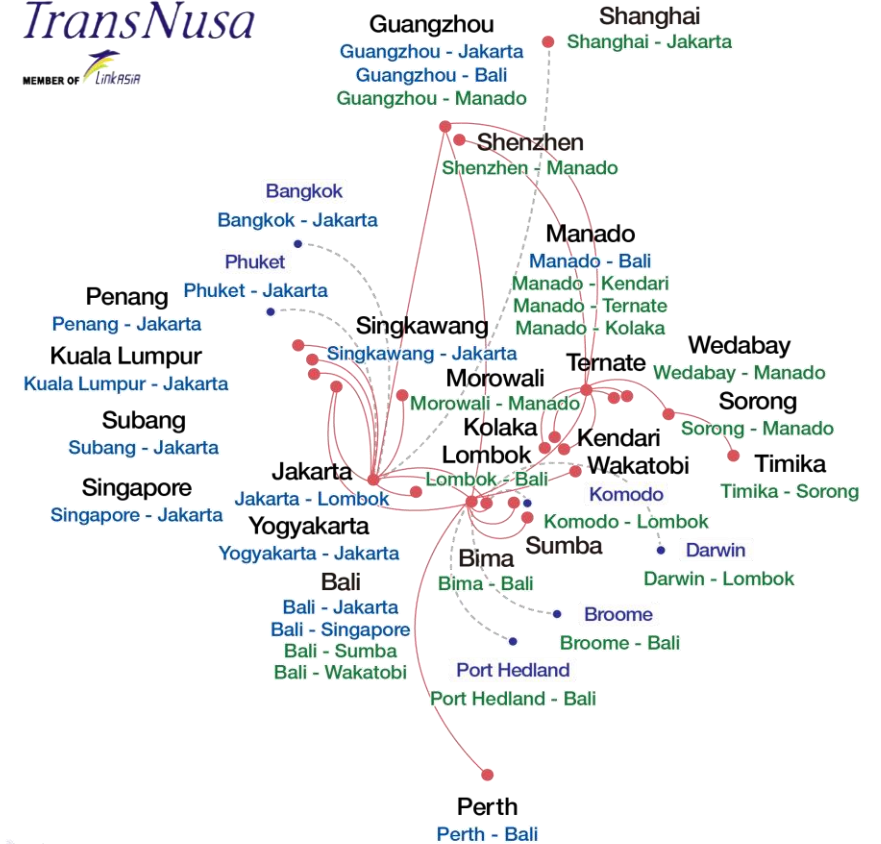 TransNusa
MEMBER OF LinkAsia
Guangzhou
Guangzhou - Jakarta
Guangzhou - Bali
Guangzhou - Manado
Shanghai
Shanghai - Jakarta
Shenzhen
Shenzhen - Manado
Bangkok
Bangkok - Jakarta
Phuket
Phuket - Jakarta
Manado
Manado - Bali
Manado - Kendari
Manado - Ternate
Manado - Kolaka
Penang
Penang - Jakarta
Singkawang
Singkawang - Jakarta
Kuala Lumpur
Kuala Lumpur - Jakarta
Ternate
Wedabay
Wedabay - Manado
Morowali
Morowali - Manado
Sorong
Sorong - Manado
Subang
Subang - Jakarta
Kolaka
Kendari
Lombok
Lombok - Bali
Wakatobi
Timika
Timika - Sorong
Jakarta
Jakarta - Lombok
Singapore
Singapore - Jakarta
Komodo
Komodo - Lombok
Yogyakarta
Yogyakarta - Jakarta
Sumba
Bima
Bima - Bali
Darwin
Darwin - Lombok
Bali
Bali - Jakarta
Bali - Singapore
Bali - Sumba
Bali - Wakatobi
Broome
Broome - Bali
Port Hedland
Port Hedland - Bali
Perth
Perth - Bali